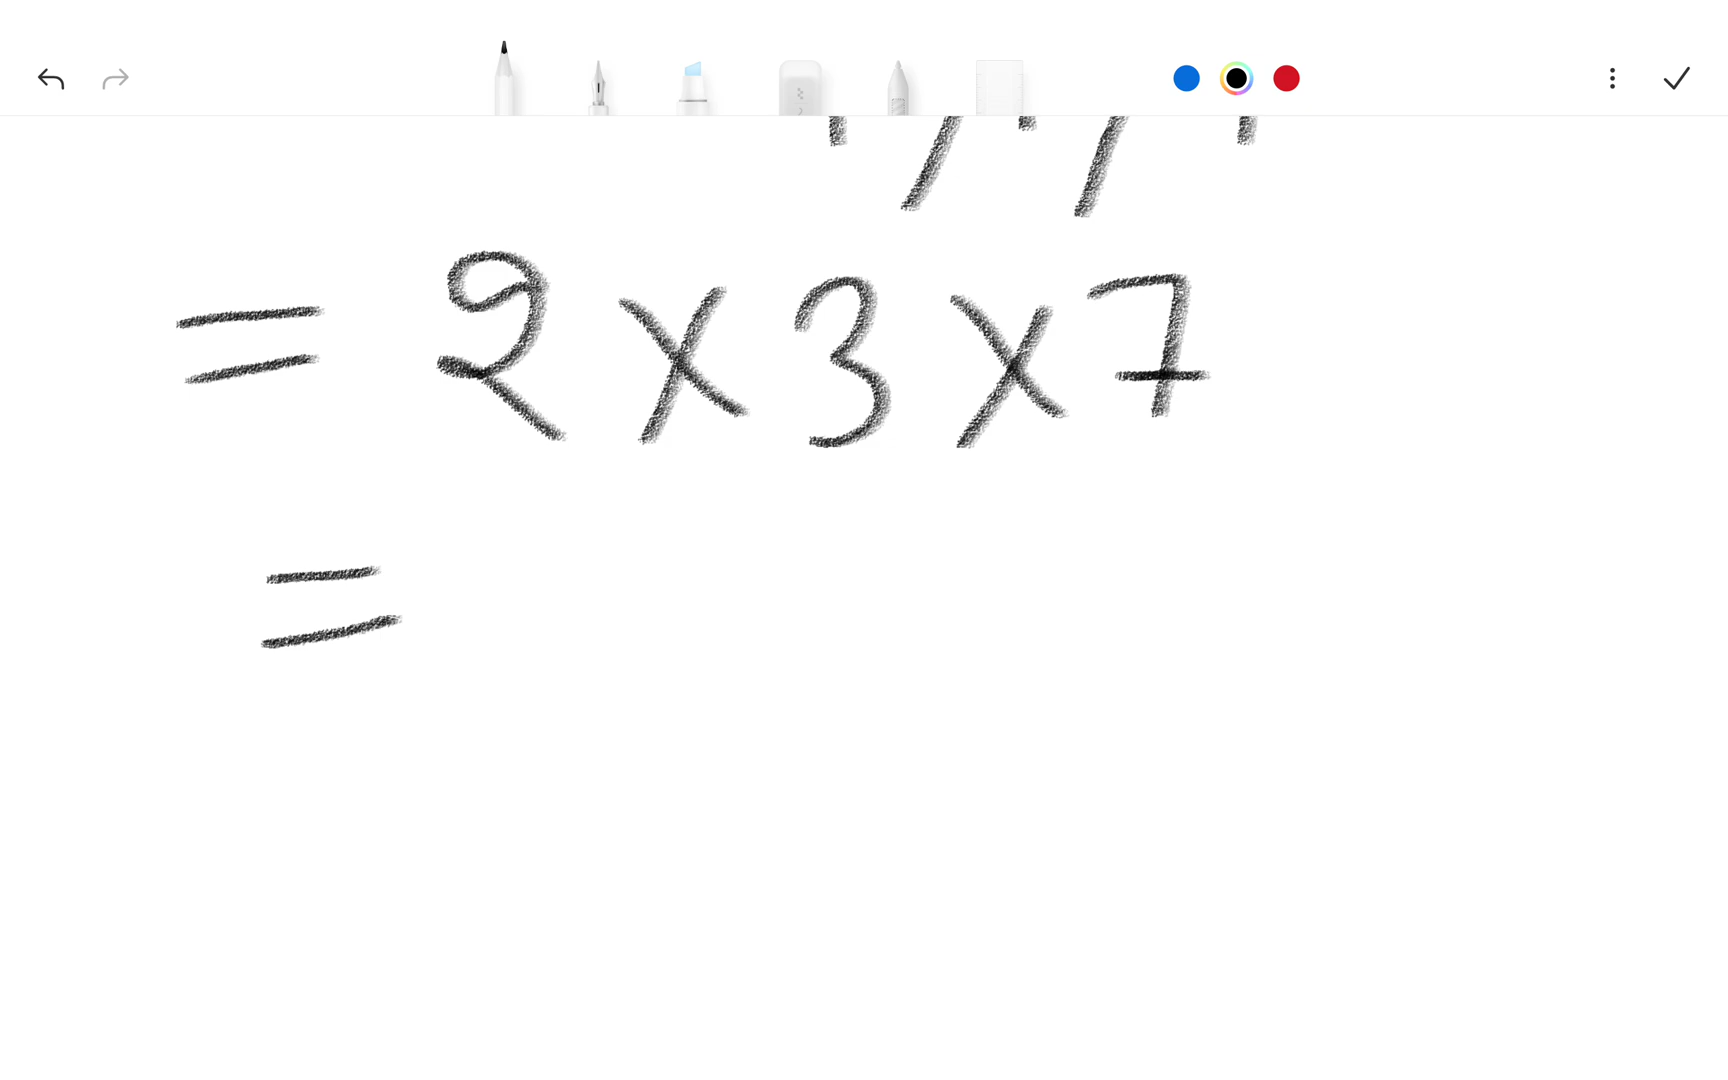 = 2 x 3 x 7
=